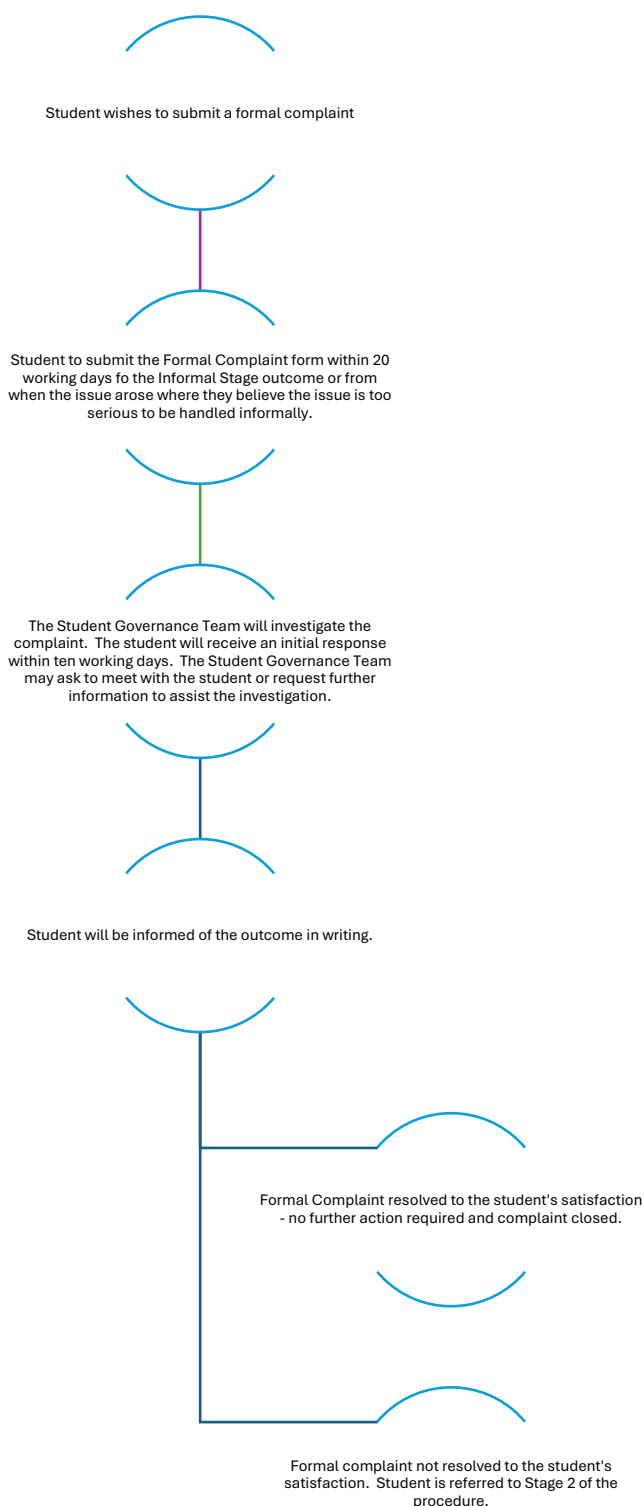 Student wishes to submit a formal complaint
Student to submit the Formal Complaint form within 20
working days fo the Informal Stage outcome or from
when the issue arose where they believe the issue is too
serious to be handled informally.
The Student Governance Team will investigate the
complaint. The student will receive an initial response
within ten working days. The Student Governance Team
may ask to meet with the student or request further
information to assist the investigation.
Student will be informed of the outcome in writing.
Formal Complaint resolved to the student's satisfaction
- no further action required and complaint closed.
Formal complaint not resolved to the student's
satisfaction. Student is referred to Stage 2 of the
procedure.